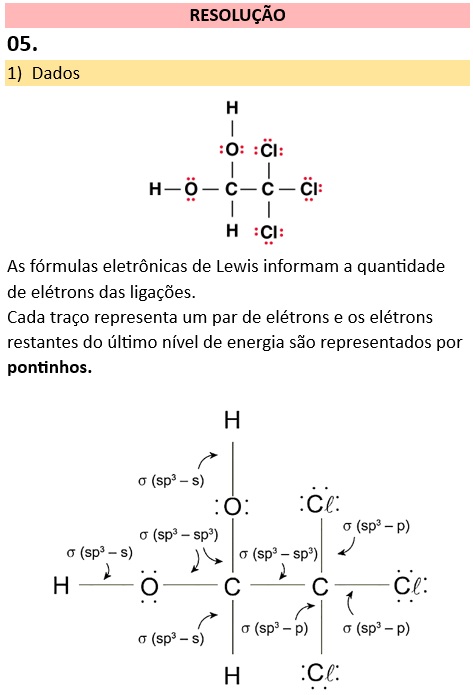 RESOLUÇÃO
05.
1) Dados
H
:O: :Cl:
H–O–C–C–Cl:
H :Cl:
As fórmulas eletrônicas de Lewis informam a quantidade
de elétrons das ligações.
Cada traço representa um par de elétrons e os elétrons
restantes do último nível de energia são representados por
pontinhos.
H
σ (sp³ – s)
:O: :Cℓ:
σ (sp³ – sp³) σ (sp³ – p)
σ (sp³ – s) σ (sp³ – sp³)
H O C C Cℓ:
σ (sp³ – s) σ (sp³ – p) σ (sp³ – p)
H :Cℓ: